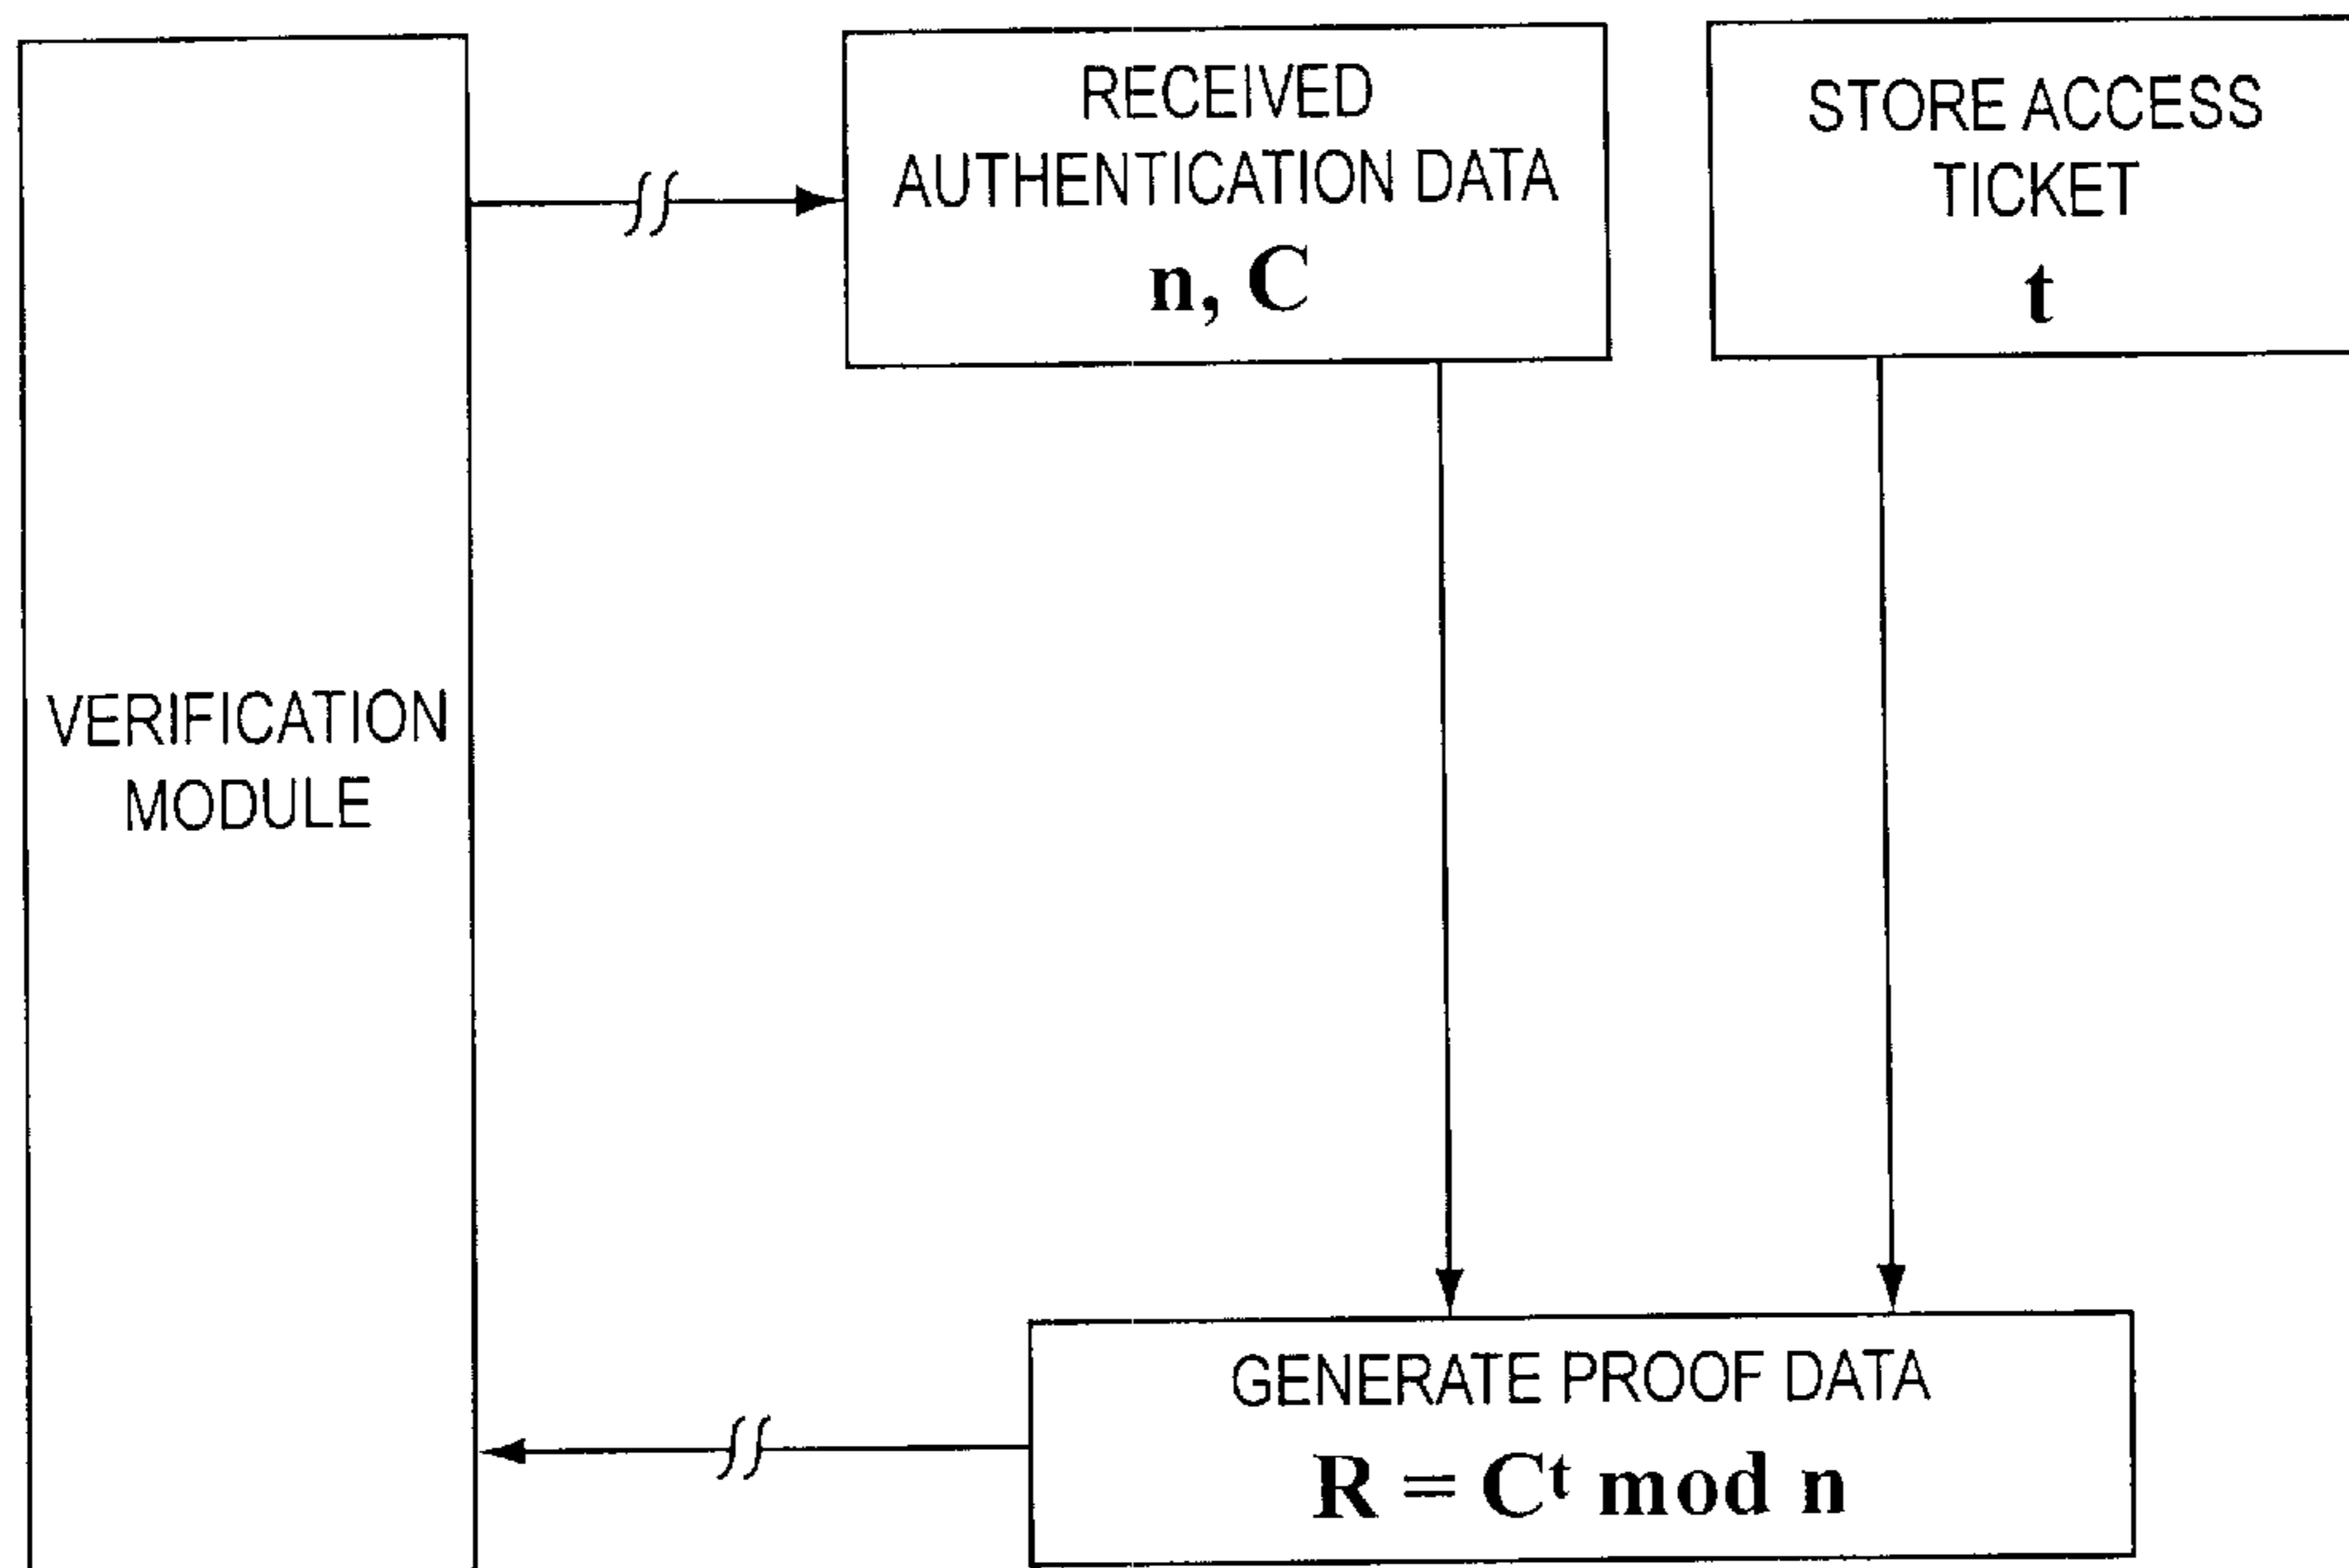 RECEIVED
AUTHENTICATION DATA
n, C
STORE ACCESS
TICKET
t
VERIFICATION
MODULE
GENERATE PROOF DATA
R = Cᵗ mod n